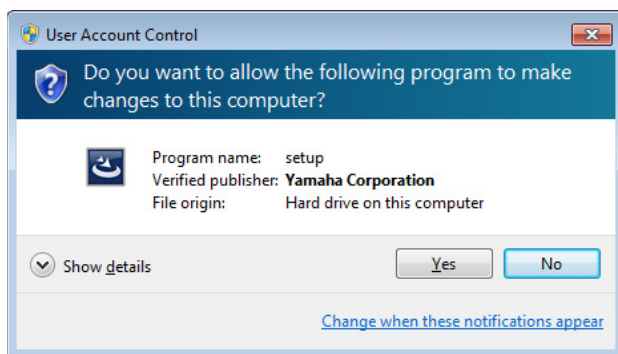 User Account Control
Do you want to allow the following program to make
changes to this computer?
Program name: setup
Verified publisher: Yamaha Corporation
File origin: Hard drive on this computer
Show details
Yes No
Change when these notifications appear